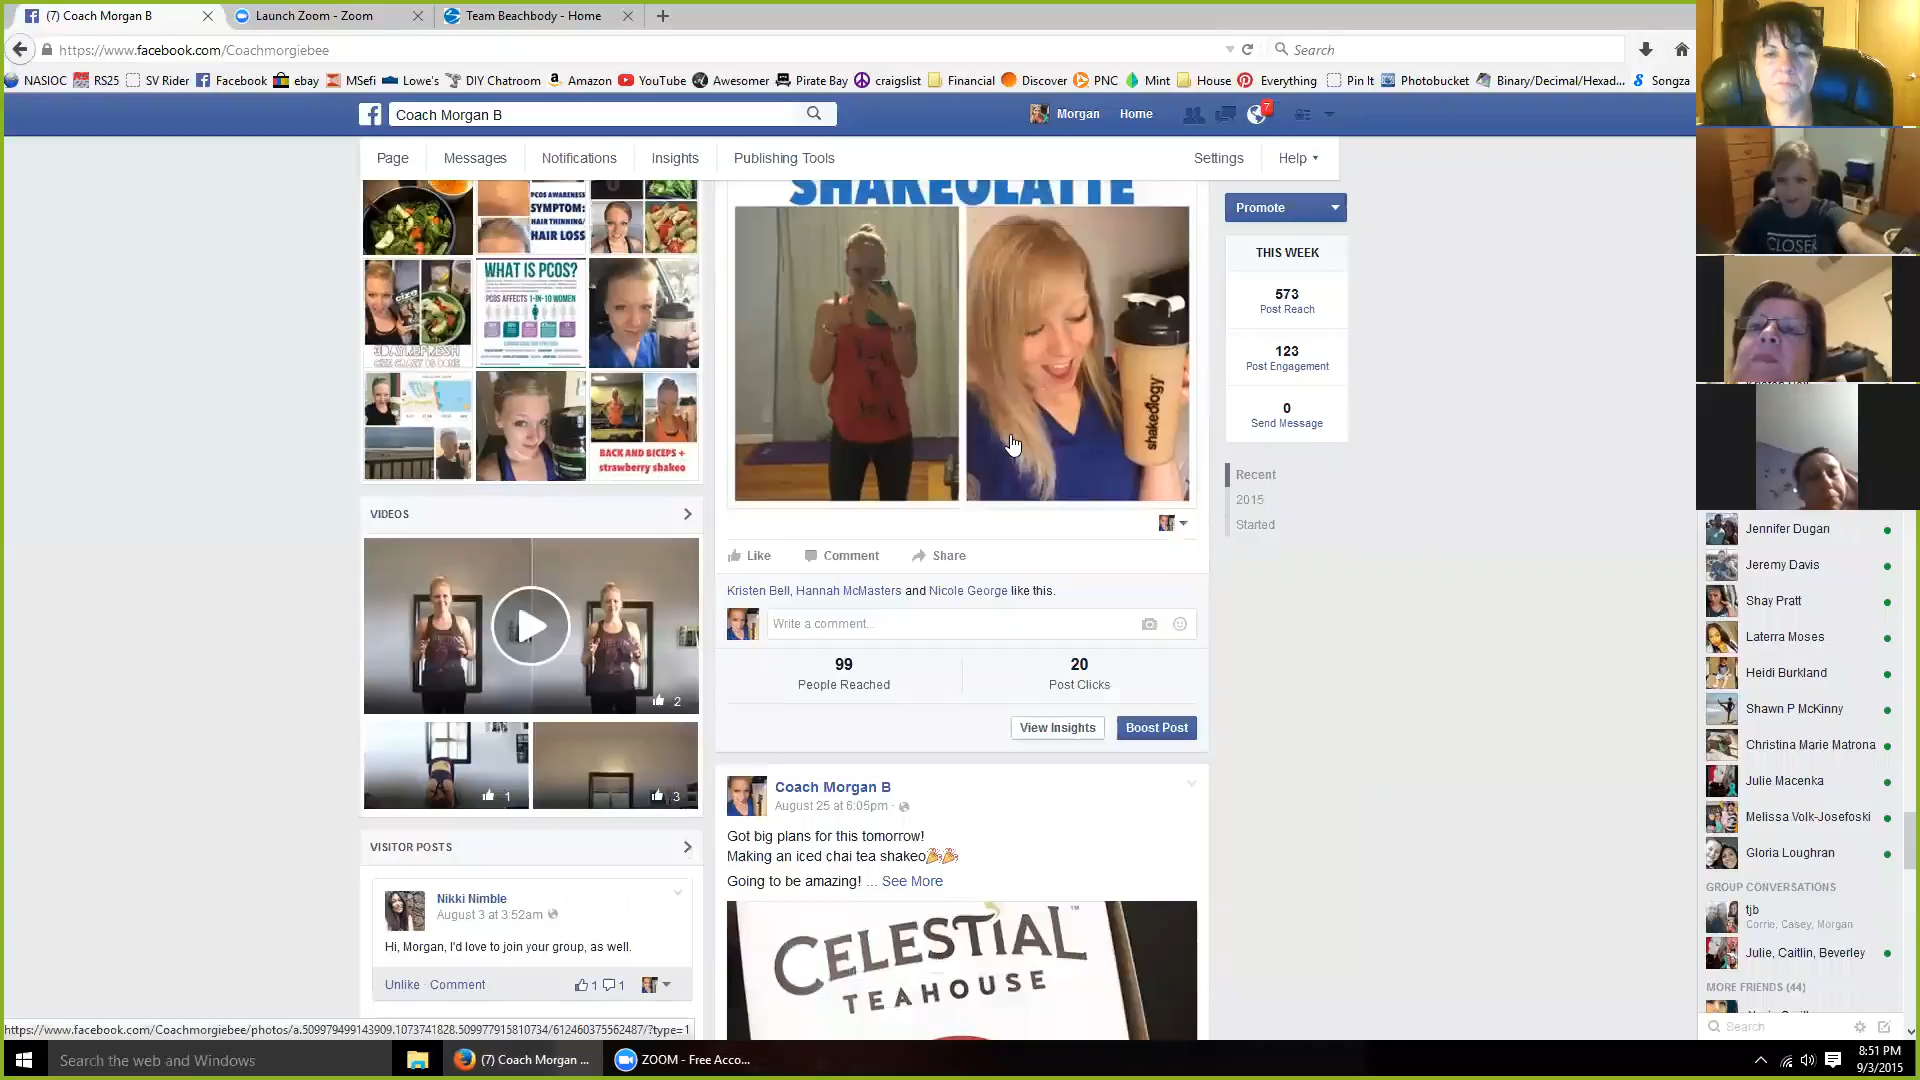 (7) Coach Morgan B
Launch Zoom - Zoom
Team Beachbody - Home
https://www.facebook.com/Coachmorgiebee
Search
NASIOC
RS25
SV Rider
Facebook
ebay
MSefi
Lowe's
DIY Chatroom
Amazon
YouTube
Awesomer
Pirate Bay
craigslist
Financial
Discover
PNC
Mint
House
Everything
Pin It
Photobucket
Binary/Decimal/Hexad...
Songza
Coach Morgan B
Morgan
Home
7
Page
Messages
Notifications
Insights
Publishing Tools
Settings
Help
PCOS AWARENESS
SYMPTOM:
HAIR THINNING/
HAIR LOSS
cize
3DAYREFRESH
CIZE CRAZY DS DONE
WHAT IS PCOS?
PCOS AFFECTS 1-IN-10 WOMEN
BACK AND BICEPS +
strawberry shakeo
VIDEOS
2
1
3
VISITOR POSTS
Nikki Nimble
August 3 at 3:52am
Hi, Morgan, I'd love to join your group, as well.
Unlike · Comment
1
1
SHAKEOLATTE
shakeology
Like
Comment
Share
Kristen Bell, Hannah McMasters and Nicole George like this.
Write a comment...
99
People Reached
20
Post Clicks
View Insights
Boost Post
Coach Morgan B
August 25 at 6:05pm ·
Got big plans for this tomorrow!
Making an iced chai tea shakeo🎉🎉
Going to be amazing! ... See More
CELESTIAL™
TEAHOUSE
Promote
THIS WEEK
573
Post Reach
123
Post Engagement
0
Send Message
Recent
2015
Started
CLOSER
Jennifer Dugan
Jeremy Davis
Shay Pratt
Laterra Moses
Heidi Burkland
Shawn P McKinny
Christina Marie Matrona
Julie Macenka
Melissa Volk-Josefoski
Gloria Loughran
GROUP CONVERSATIONS
tjb
Corrie, Casey, Morgan
Julie, Caitlin, Beverley
MORE FRIENDS (44)
Search
https://www.facebook.com/Coachmorgiebee/photos/a.509979499143909.1073741828.509977915810734/612460375562487/?type=1
Search the web and Windows
(7) Coach Morgan ...
ZOOM - Free Acco...
8:51 PM
9/3/2015